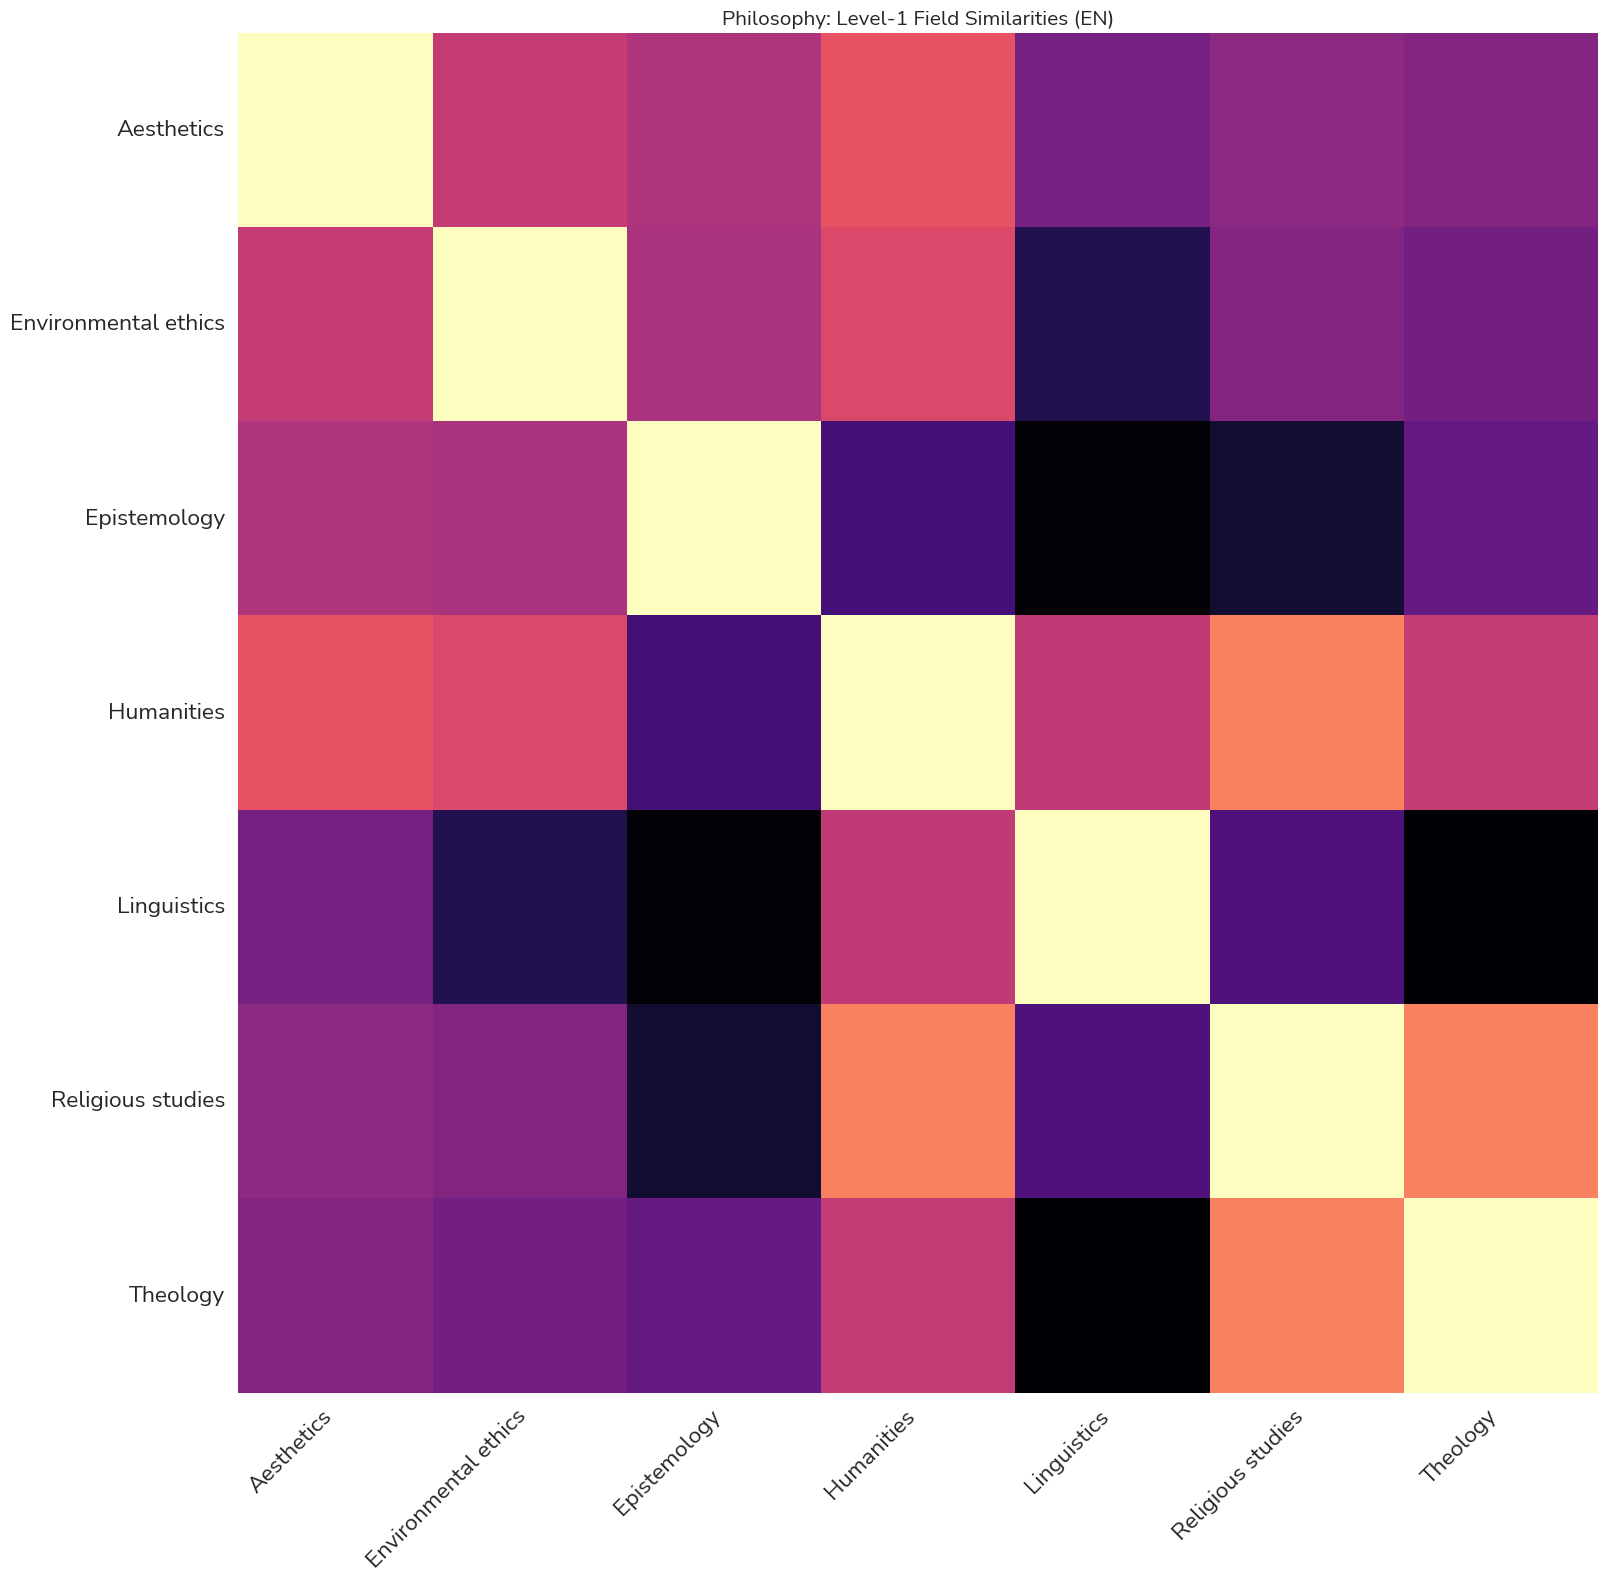 Philosophy: Level-1 Field Similarities (EN)
Aesthetics
Environmental ethics
Epistemology
Humanities
Linguistics
Religious studies
Theology
Aesthetics
Environmental ethics
Epistemology
Humanities
Linguistics
Religious studies
Theology